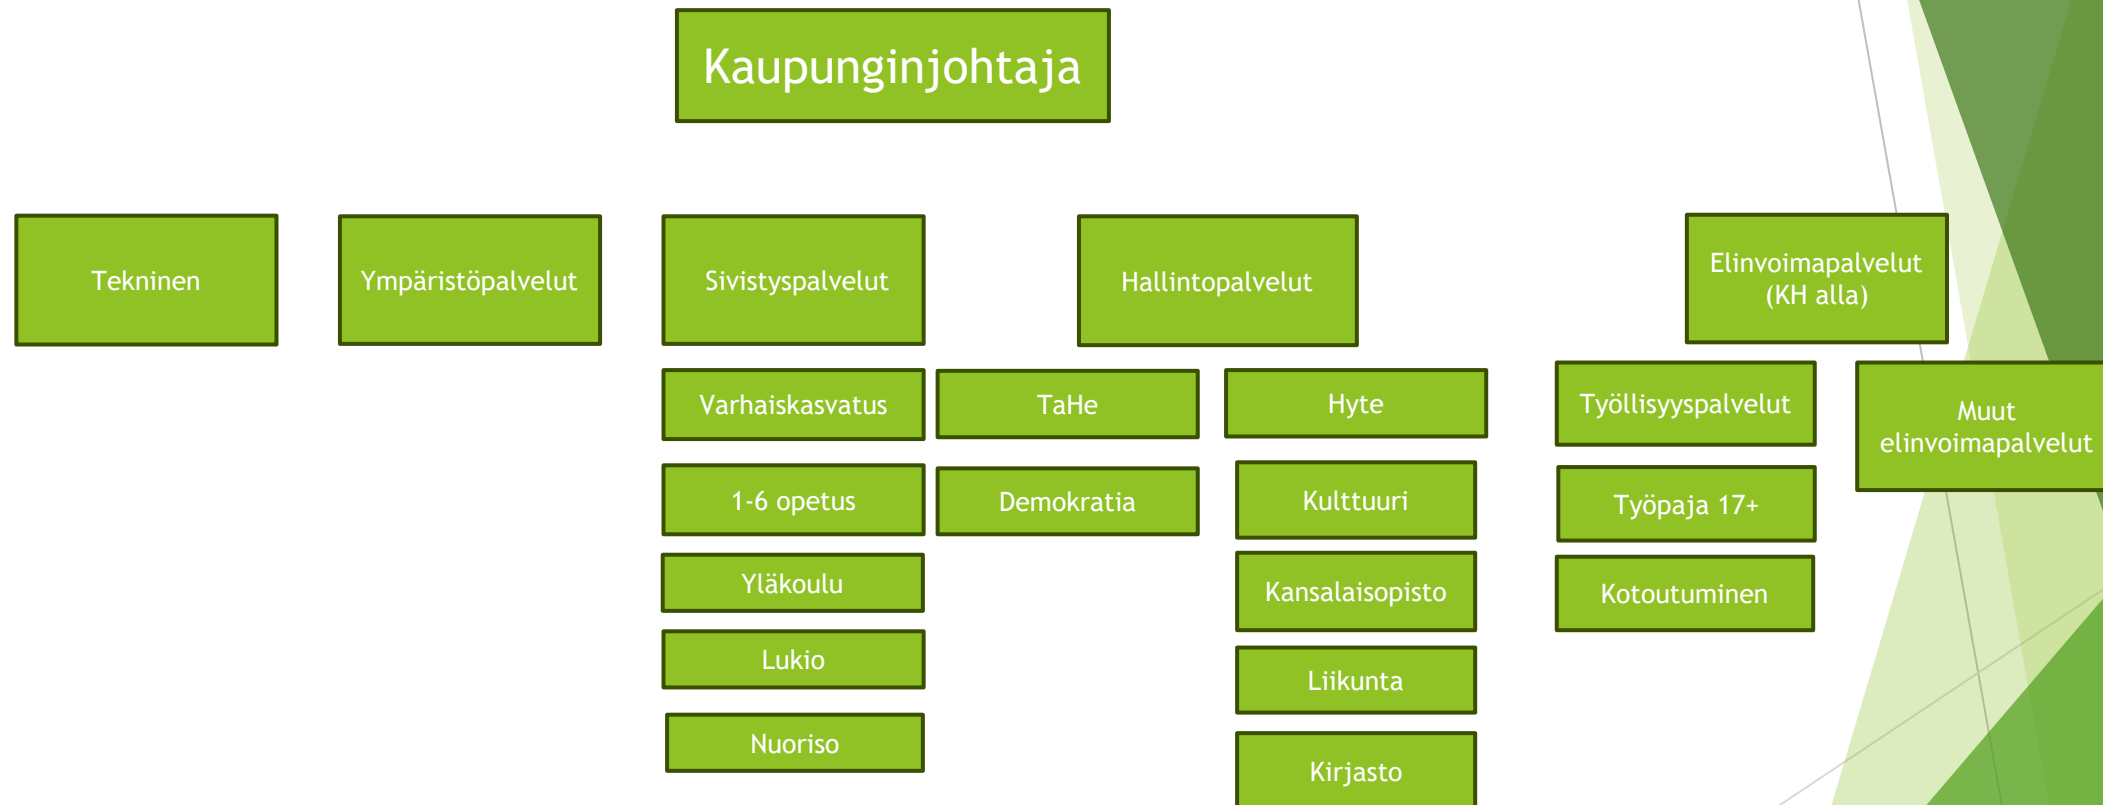 Kaupunginjohtaja
Tekninen
Ympäristöpalvelut
Sivistyspalvelut
Hallintopalvelut
Elinvoimapalvelut
(KH alla)
Varhaiskasvatus
TaHe
Hyte
Työllisyyspalvelut
Muut
elinvoimapalvelut
1-6 opetus
Demokratia
Kulttuuri
Työpaja 17+
Yläkoulu
Kansalaisopisto
Kotoutuminen
Lukio
Liikunta
Nuoriso
Kirjasto